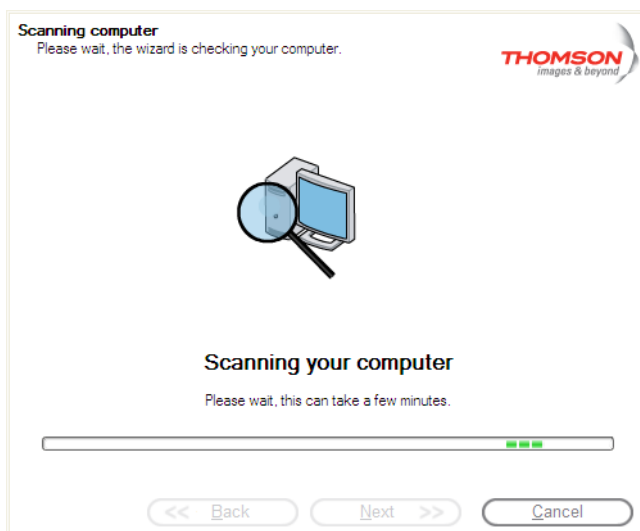 Scanning computer
Please wait, the wizard is checking your computer.
THOMSON
images & beyond
Scanning your computer
Please wait, this can take a few minutes.
<< Back
Next >>
Cancel